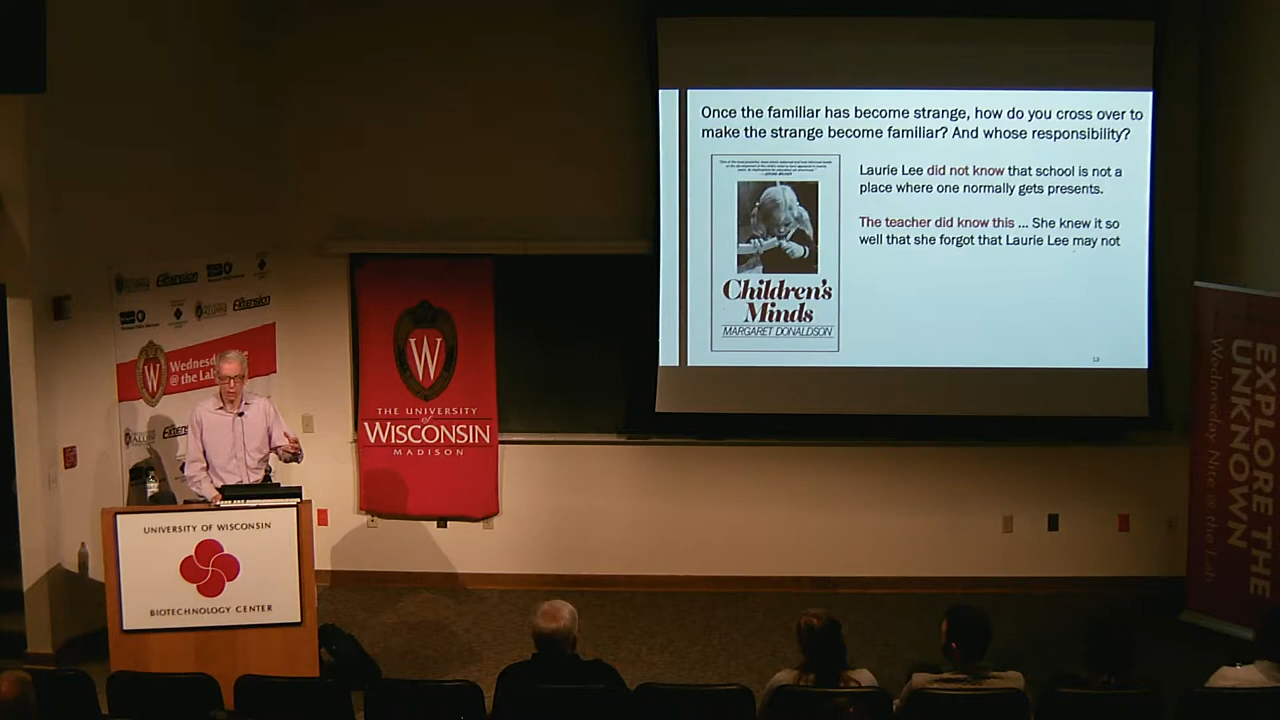 Once the familiar has become strange, how do you cross over to
make the strange become familiar? And whose responsibility?
Laurie Lee did not know that school is not a
place where one normally gets presents.
The teacher did know this ... She knew it so
well that she forgot that Laurie Lee may not
Children's
Minds
MARGARET DONALDSON
13
Extension
Extension
Wednesday Nite
@ the Lab
W
THE UNIVERSITY
of
WISCONSIN
MADISON
UNIVERSITY OF WISCONSIN
BIOTECHNOLOGY CENTER
EXPLORE THE
UNKNOWN
Wednesday Nite @ the Lab